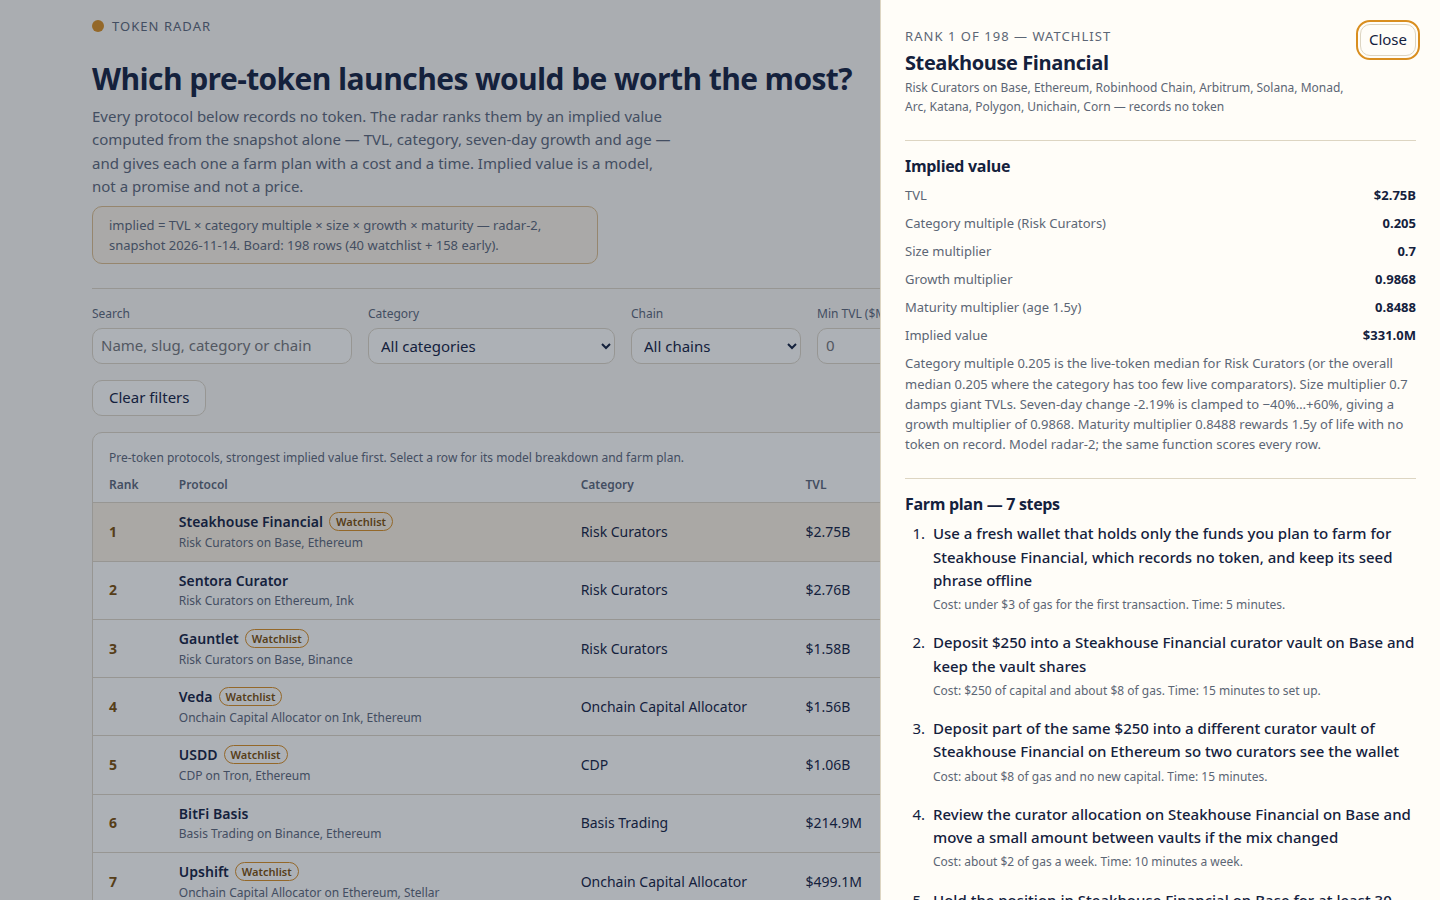 TOKEN RADAR
Which pre-token launches would be worth the most?
Every protocol below records no token. The radar ranks them by an implied value
computed from the snapshot alone — TVL, category, seven-day growth and age —
and gives each one a farm plan with a cost and a time. Implied value is a model,
not a promise and not a price.
implied = TVL × category multiple × size × growth × maturity — radar-2,
snapshot 2026-11-14. Board: 198 rows (40 watchlist + 158 early).
Search
Category
Chain
Min TVL ($M
Name, slug, category or chain
All categories
All chains
0
Clear filters
Pre-token protocols, strongest implied value first. Select a row for its model breakdown and farm plan.
Rank
Protocol
Category
TVL
1
Steakhouse Financial
Watchlist
Risk Curators on Base, Ethereum
Risk Curators
$2.75B
2
Sentora Curator
Risk Curators on Ethereum, Ink
Risk Curators
$2.76B
3
Gauntlet
Watchlist
Risk Curators on Base, Binance
Risk Curators
$1.58B
4
Veda
Watchlist
Onchain Capital Allocator on Ink, Ethereum
Onchain Capital Allocator
$1.56B
5
USDD
Watchlist
CDP on Tron, Ethereum
CDP
$1.06B
6
BitFi Basis
Basis Trading on Binance, Ethereum
Basis Trading
$214.9M
7
Upshift
Watchlist
Onchain Capital Allocator on Ethereum, Stellar
Onchain Capital Allocator
$499.1M
RANK 1 OF 198 — WATCHLIST
Close
Steakhouse Financial
Risk Curators on Base, Ethereum, Robinhood Chain, Arbitrum, Solana, Monad,
Arc, Katana, Polygon, Unichain, Corn — records no token
Implied value
TVL
$2.75B
Category multiple (Risk Curators)
0.205
Size multiplier
0.7
Growth multiplier
0.9868
Maturity multiplier (age 1.5y)
0.8488
Implied value
$331.0M
Category multiple 0.205 is the live-token median for Risk Curators (or the overall
median 0.205 where the category has too few live comparators). Size multiplier 0.7
damps giant TVLs. Seven-day change -2.19% is clamped to −40%…+60%, giving a
growth multiplier of 0.9868. Maturity multiplier 0.8488 rewards 1.5y of life with no
token on record. Model radar-2; the same function scores every row.
Farm plan — 7 steps
1. Use a fresh wallet that holds only the funds you plan to farm for
Steakhouse Financial, which records no token, and keep its seed
phrase offline
Cost: under $3 of gas for the first transaction. Time: 5 minutes.
2. Deposit $250 into a Steakhouse Financial curator vault on Base and
keep the vault shares
Cost: $250 of capital and about $8 of gas. Time: 15 minutes to set up.
3. Deposit part of the same $250 into a different curator vault of
Steakhouse Financial on Ethereum so two curators see the wallet
Cost: about $8 of gas and no new capital. Time: 15 minutes.
4. Review the curator allocation on Steakhouse Financial on Base and
move a small amount between vaults if the mix changed
Cost: about $2 of gas a week. Time: 10 minutes a week.
5. Hold the position in Steakhouse Financial on Base for at least 30